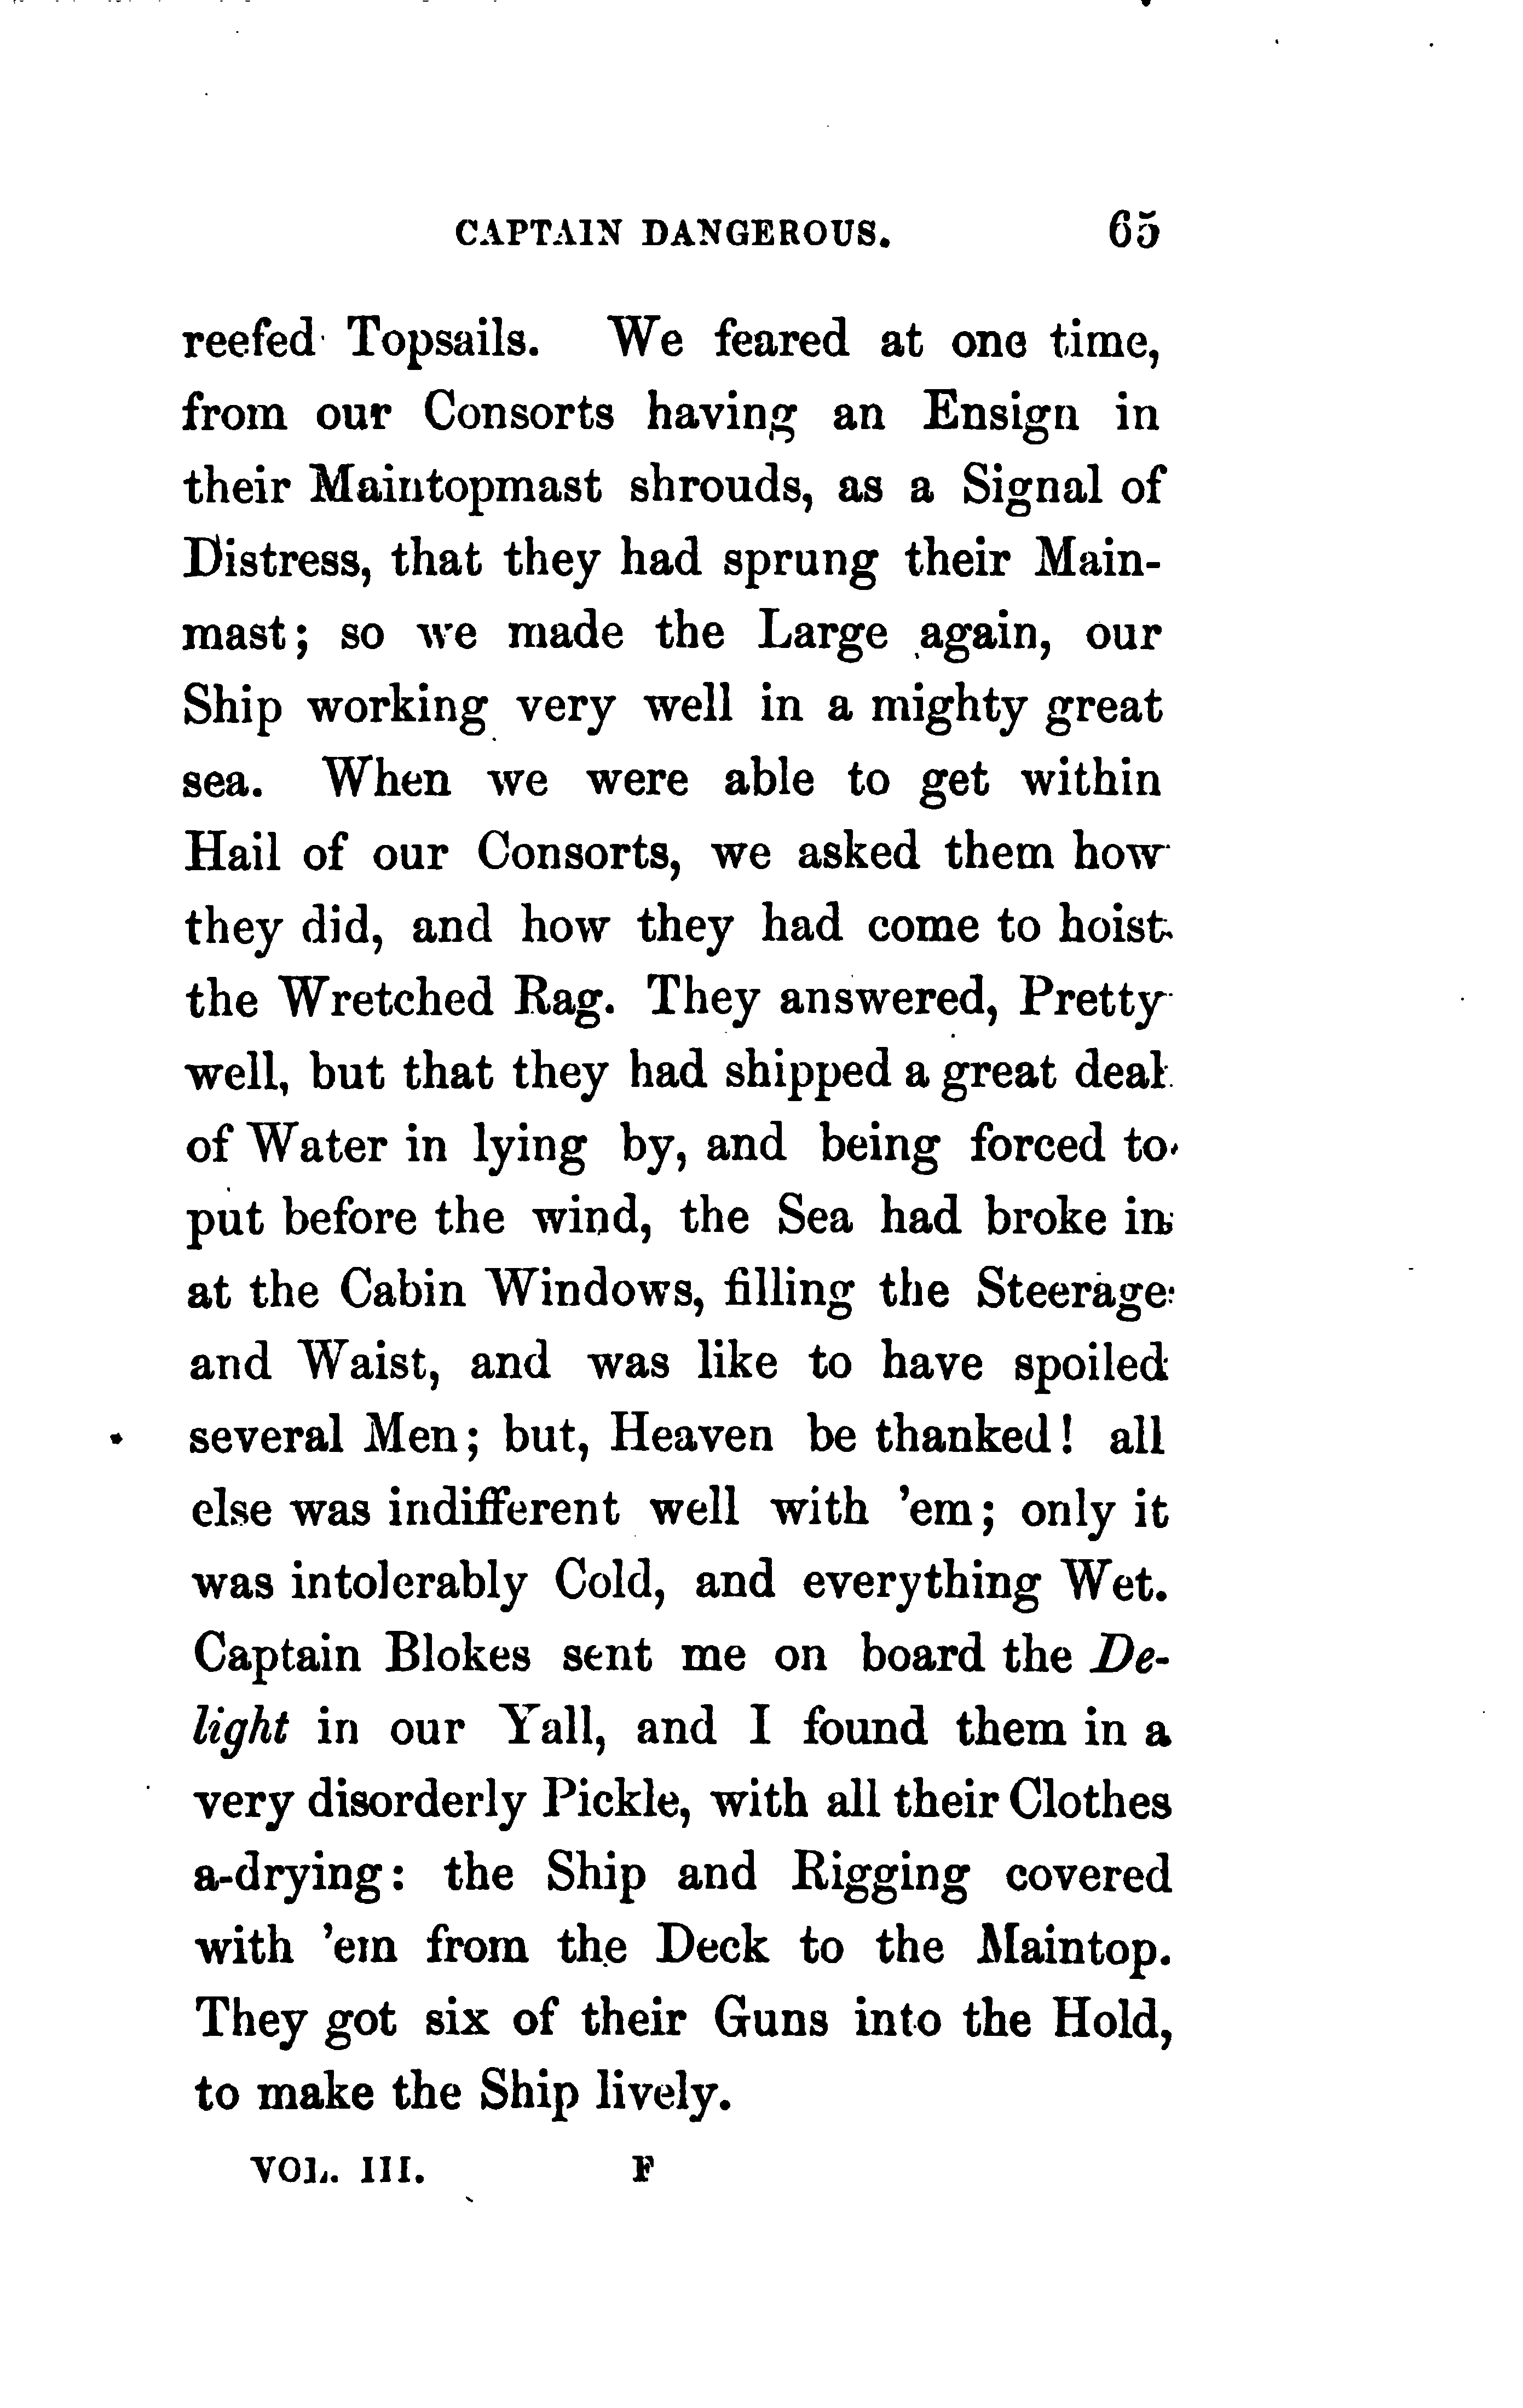 CAPTAIN DANGEROUS. 65
reefed Topsails. We feared at one time,
from our Consorts having an Ensign in
their Maintopmast shrouds, as a Signal of
Distress, that they had sprung their Main-
mast; so we made the Large again, our
Ship working very well in a mighty great
sea. When we were able to get within
Hail of our Consorts, we asked them how
they did, and how they had come to hoist
the Wretched Rag. They answered, Pretty
well, but that they had shipped a great deal
of Water in lying by, and being forced to
put before the wind, the Sea had broke in
at the Cabin Windows, filling the Steerage
and Waist, and was like to have spoiled
several Men; but, Heaven be thanked! all
else was indifferent well with 'em; only it
was intolerably Cold, and everything Wet.
Captain Blokes sent me on board the De-
light in our Yall, and I found them in a
very disorderly Pickle, with all their Clothes
a-drying: the Ship and Rigging covered
with 'em from the Deck to the Maintop.
They got six of their Guns into the Hold,
to make the Ship lively.
VOL. III. F